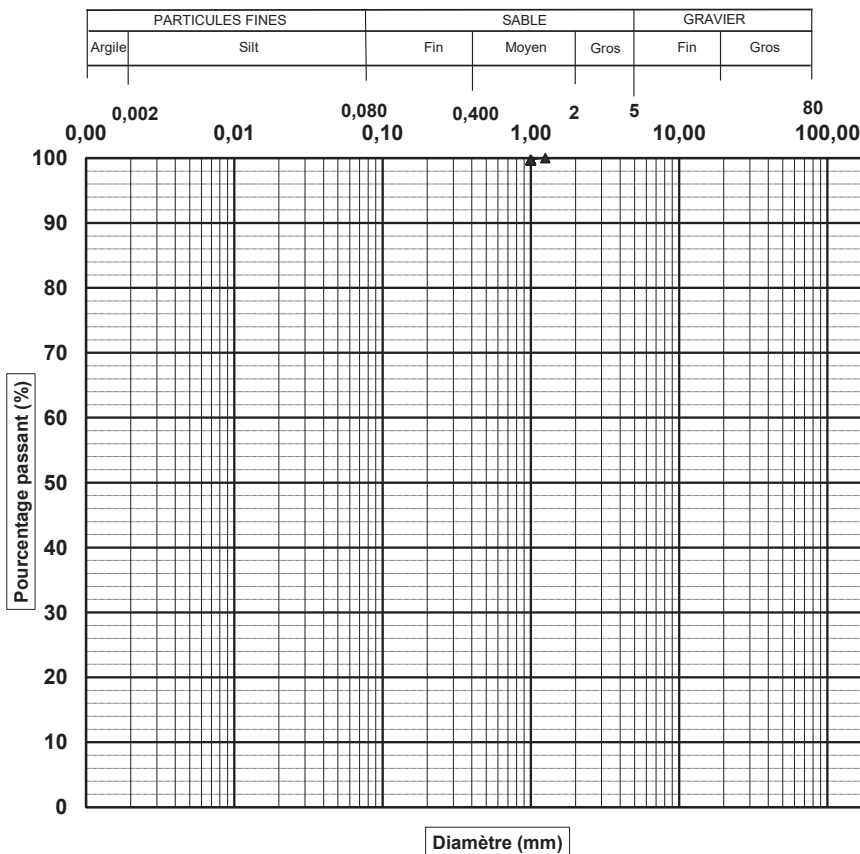 PARTICULES FINES SABLE GRAVIER
Argile Silt Fin Moyen Gros Fin Gros
0,002 0,080 0,400 2 5 80
0,00 0,01 0,10 1,00 10,00 100,00
100
90
80
70
60
50
40
30
20
10
0
Pourcentage passant (%)
Diamètre (mm)